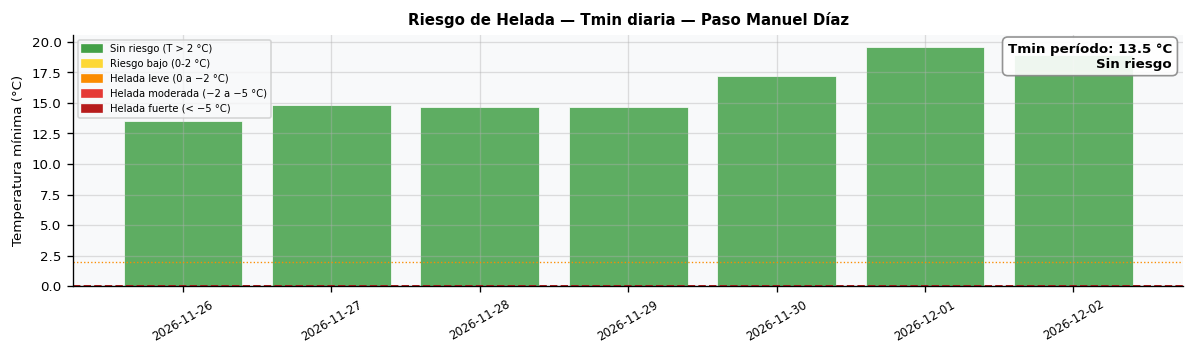 Riesgo de Helada — Tmin diaria — Paso Manuel Díaz
Temperatura mínima (°C)
20.0
17.5
15.0
12.5
10.0
7.5
5.0
2.5
0.0
Sin riesgo (T > 2 °C)
Riesgo bajo (0-2 °C)
Helada leve (0 a −2 °C)
Helada moderada (−2 a −5 °C)
Helada fuerte (< −5 °C)
Tmin período: 13.5 °C
Sin riesgo
2026-11-26
2026-11-27
2026-11-28
2026-11-29
2026-11-30
2026-12-01
2026-12-02